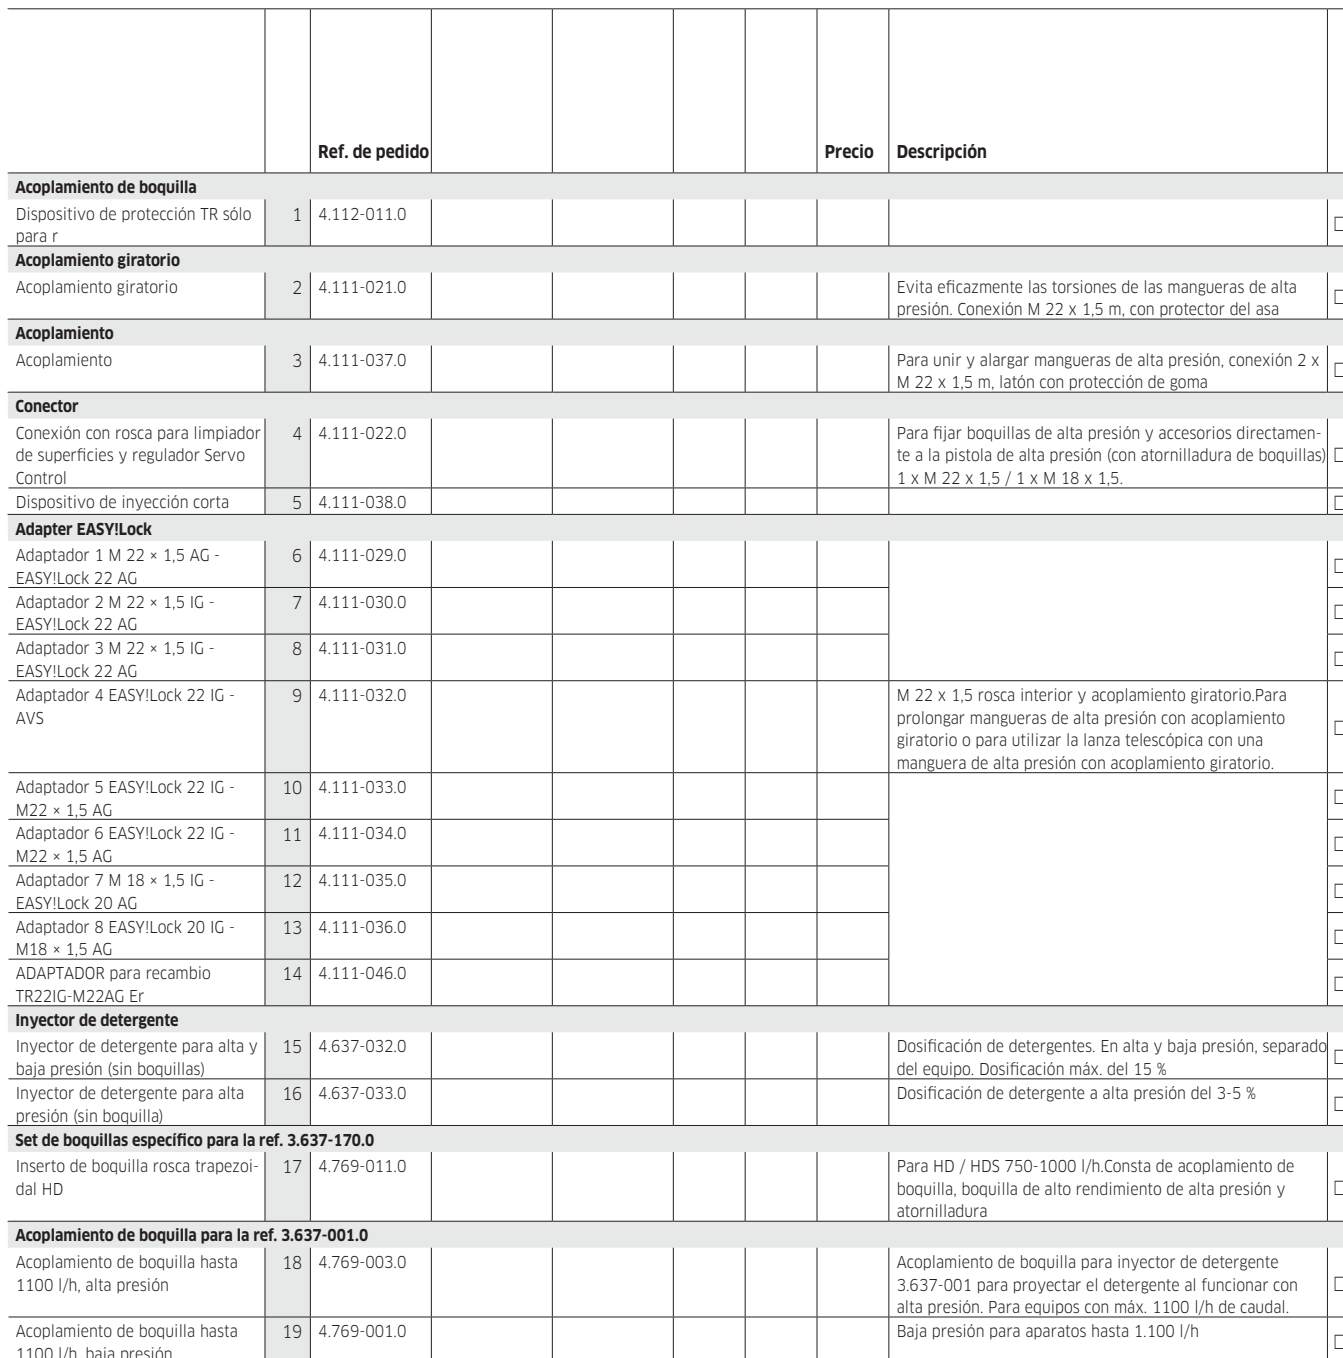 Ref. de pedido Precio Descripción
Acoplamiento de boquilla
Dispositivo de protección TR sólo 1 4.112-011.0
para r
Acoplamiento giratorio
Acoplamiento giratorio 2 4.111-021.0 Evita eficazmente las torsiones de las mangueras de alta
presión. Conexión M 22 x 1,5 m, con protector del asa
Acoplamiento
Acoplamiento 3 4.111-037.0 Para unir y alargar mangueras de alta presión, conexión 2 x
M 22 x 1,5 m, latón con protección de goma
Conector
Conexión con rosca para limpiador 4 4.111-022.0 Para fijar boquillas de alta presión y accesorios directamen-
de superficies y regulador Servo te a la pistola de alta presión (con atornilladura de boquillas)
Control 1 x M 22 x 1,5 / 1 x M 18 x 1,5.
Dispositivo de inyección corta 5 4.111-038.0
Adapter EASY!Lock
Adaptador 1 M 22 × 1,5 AG - 6 4.111-029.0
EASY!Lock 22 AG
Adaptador 2 M 22 × 1,5 IG - 7 4.111-030.0
EASY!Lock 22 AG
Adaptador 3 M 22 × 1,5 IG - 8 4.111-031.0
EASY!Lock 22 AG
Adaptador 4 EASY!Lock 22 IG - 9 4.111-032.0 M 22 x 1,5 rosca interior y acoplamiento giratorio.Para
AVS prolongar mangueras de alta presión con acoplamiento
giratorio o para utilizar la lanza telescópica con una
manguera de alta presión con acoplamiento giratorio.
Adaptador 5 EASY!Lock 22 IG - 10 4.111-033.0
M22 × 1,5 AG
Adaptador 6 EASY!Lock 22 IG - 11 4.111-034.0
M22 × 1,5 AG
Adaptador 7 M 18 × 1,5 IG - 12 4.111-035.0
EASY!Lock 20 AG
Adaptador 8 EASY!Lock 20 IG - 13 4.111-036.0
M18 × 1,5 AG
ADAPTADOR para recambio 14 4.111-046.0
TR22IG-M22AG Er
Inyector de detergente
Inyector de detergente para alta y 15 4.637-032.0 Dosificación de detergentes. En alta y baja presión, separado
baja presión (sin boquillas) del equipo. Dosificación máx. del 15 %
Inyector de detergente para alta 16 4.637-033.0 Dosificación de detergente a alta presión del 3-5 %
presión (sin boquilla)
Set de boquillas específico para la ref. 3.637-170.0
Inserto de boquilla rosca trapezoi- 17 4.769-011.0 Para HD / HDS 750-1000 l/h.Consta de acoplamiento de
dal HD boquilla, boquilla de alto rendimiento de alta presión y
atornilladura
Acoplamiento de boquilla para la ref. 3.637-001.0
Acoplamiento de boquilla hasta 18 4.769-003.0 Acoplamiento de boquilla para inyector de detergente
1100 l/h, alta presión 3.637-001 para proyectar el detergente al funcionar con
alta presión. Para equipos con máx. 1100 l/h de caudal.
Acoplamiento de boquilla hasta 19 4.769-001.0 Baja presión para aparatos hasta 1.100 l/h
1100 l/h, baja presión